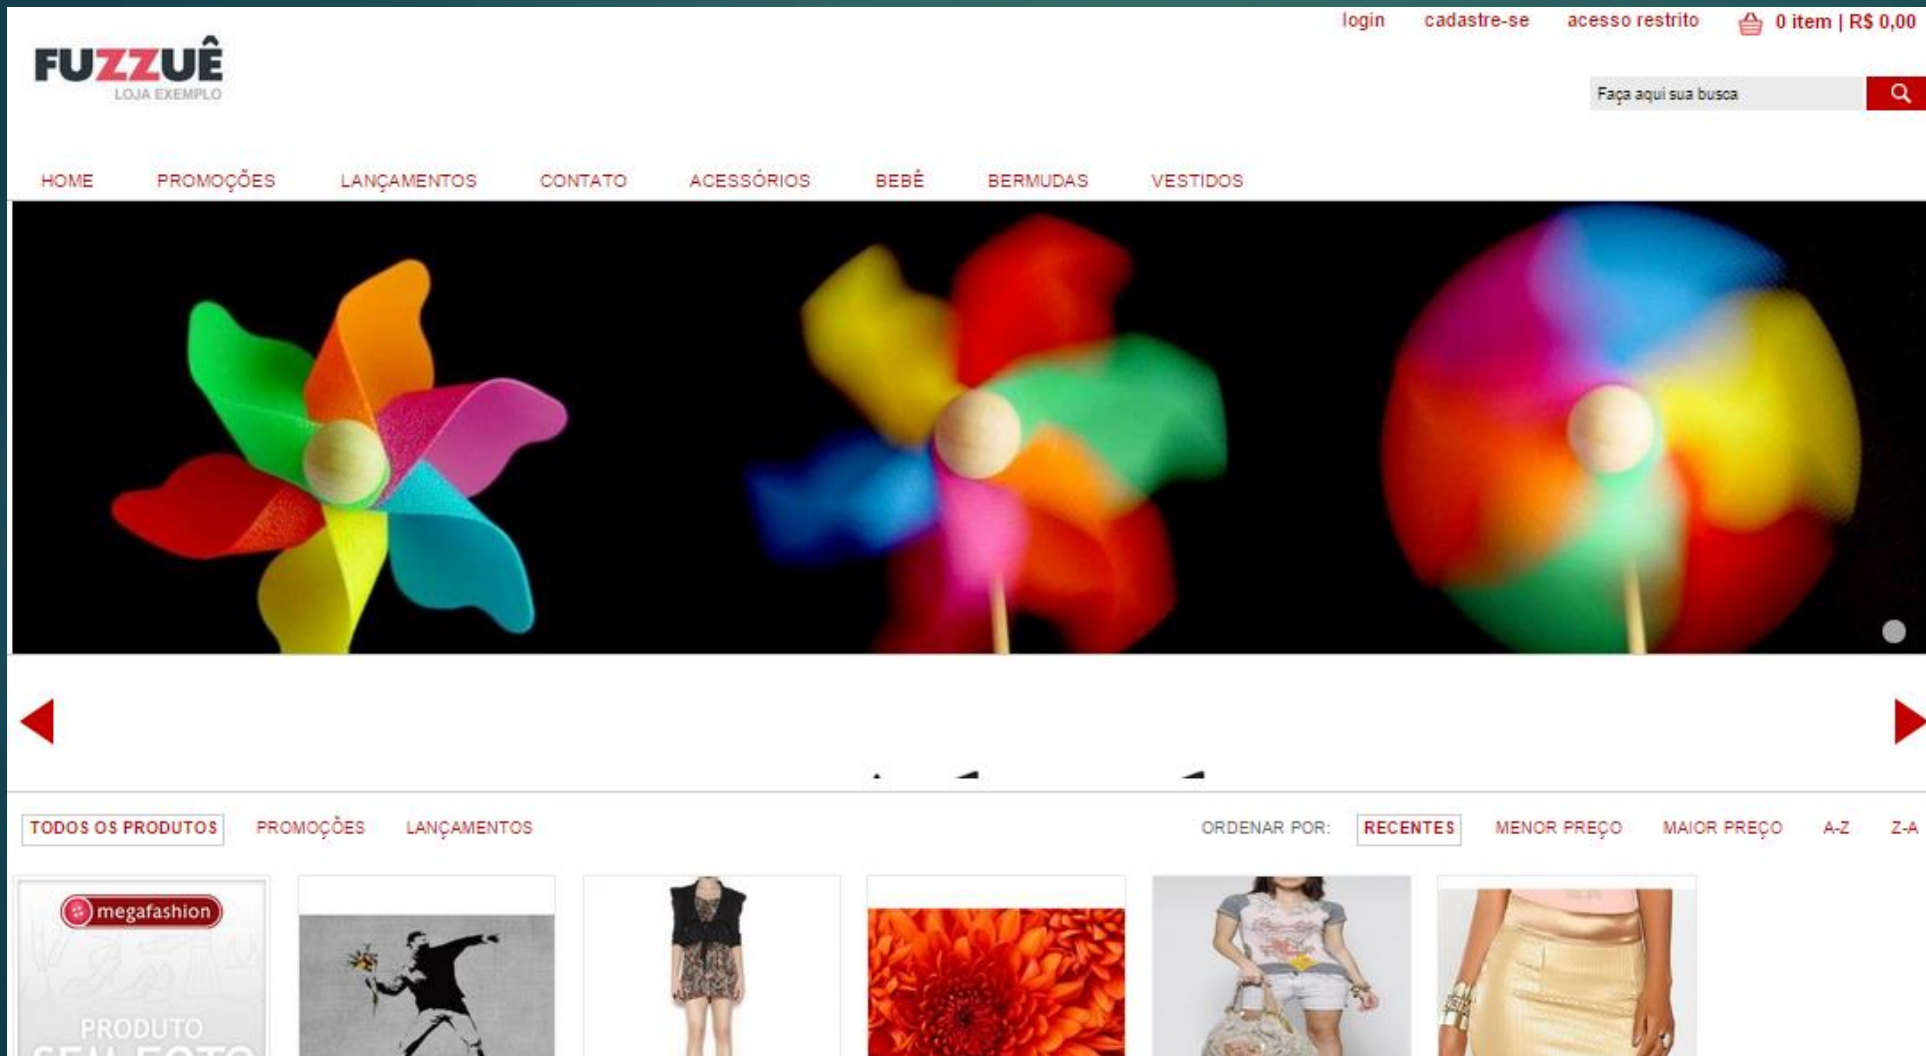 login cadastre-se acesso restrito 0 item | R$ 0,00
FUZZUÊ
LOJA EXEMPLO
Faça aqui sua busca
HOME PROMOÇÕES LANÇAMENTOS CONTATO ACESSÓRIOS BEBÊ BERMUDAS VESTIDOS
TODOS OS PRODUTOS PROMOÇÕES LANÇAMENTOS ORDENAR POR: RECENTES MENOR PREÇO MAIOR PREÇO A-Z Z-A
megafashion
PRODUTO
SEM FOTO